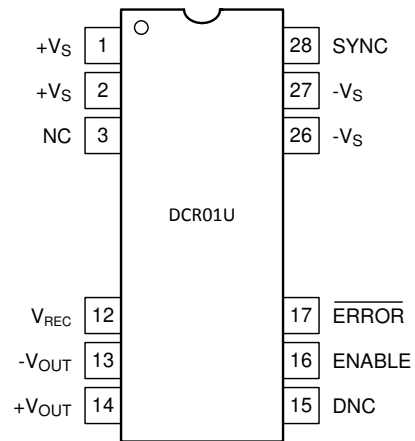 +VS 1 28 SYNC
+VS 2 27 -VS
NC 3 26 -VS
DCR01U
VREC 12 17 ERROR
-VOUT 13 16 ENABLE
+VOUT 14 15 DNC